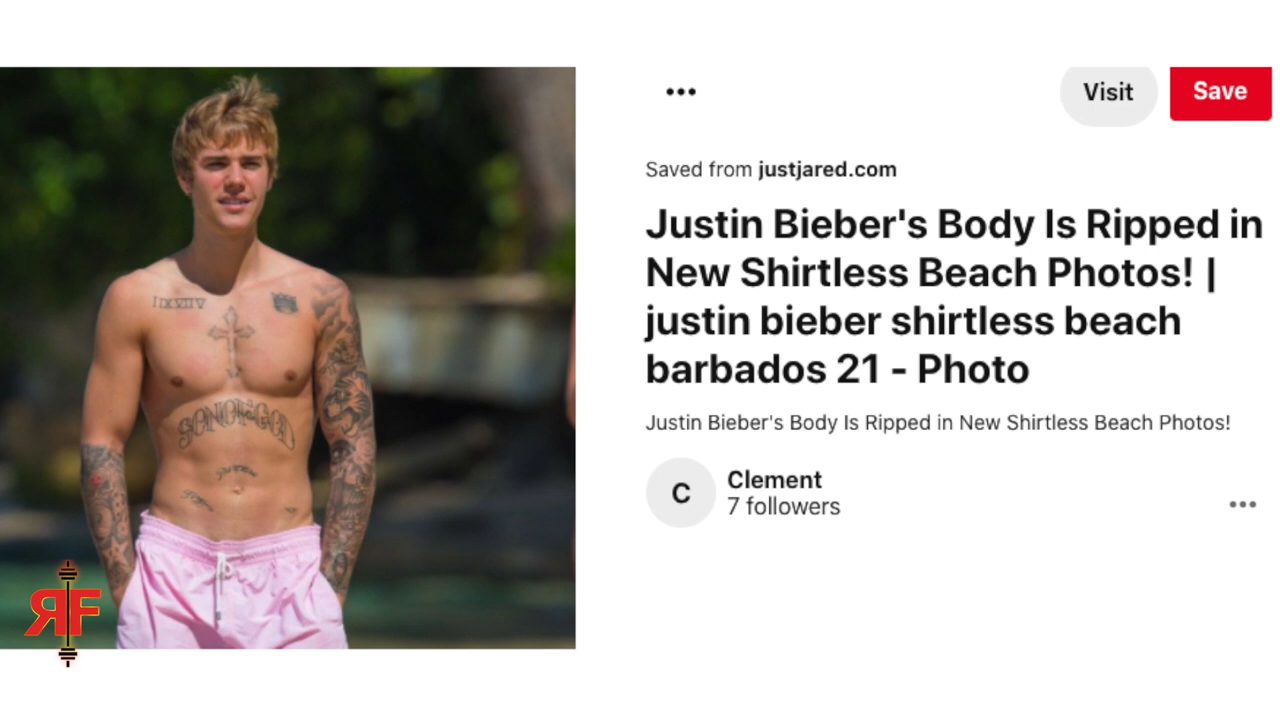 •••
Visit
Save
Saved from justjared.com
Justin Bieber's Body Is Ripped in
New Shirtless Beach Photos! |
justin bieber shirtless beach
barbados 21 - Photo
Justin Bieber's Body Is Ripped in New Shirtless Beach Photos!
C
Clement
7 followers
•••
SONOFGOD
RF